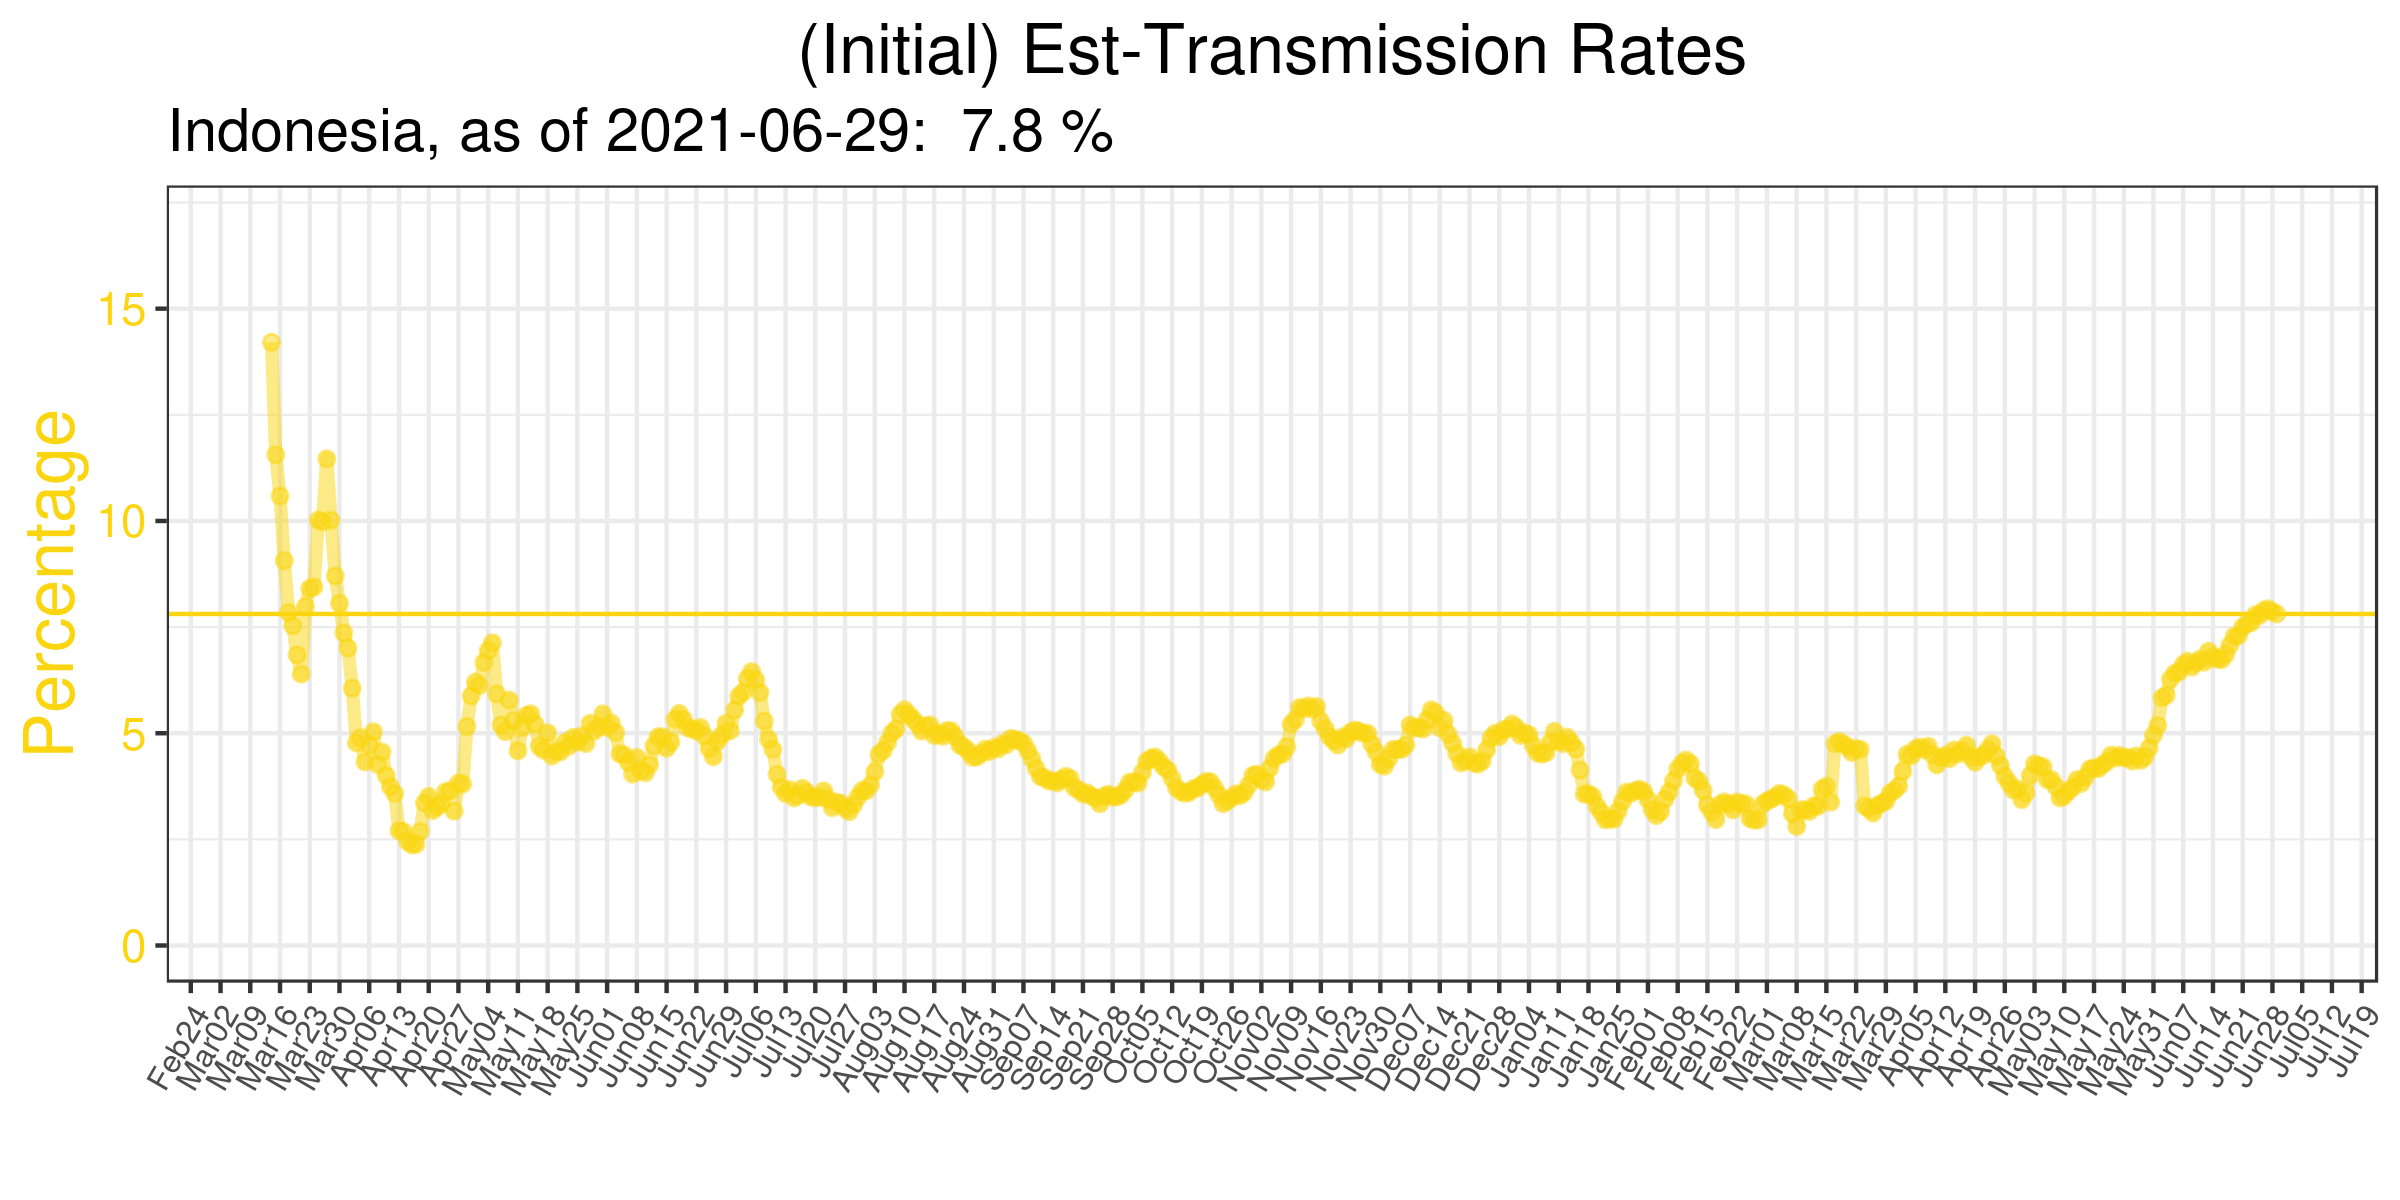 (Initial) Est-Transmission Rates
Indonesia, as of 2021-06-29: 7.8 %
Percentage
15
10
5
0
Feb24
Mar02
Mar09
Mar16
Mar23
Mar30
Apr06
Apr13
Apr20
Apr27
May04
May11
May18
May25
Jun01
Jun08
Jun15
Jun22
Jun29
Jul06
Jul13
Jul20
Jul27
Aug03
Aug10
Aug17
Aug24
Aug31
Sep07
Sep14
Sep21
Sep28
Oct05
Oct12
Oct19
Oct26
Nov02
Nov09
Nov16
Nov23
Nov30
Dec07
Dec14
Dec21
Dec28
Jan04
Jan11
Jan18
Jan25
Feb01
Feb08
Feb15
Feb22
Mar01
Mar08
Mar15
Mar22
Mar29
Apr05
Apr12
Apr19
Apr26
May03
May10
May17
May24
May31
Jun07
Jun14
Jun21
Jun28
Jul05
Jul12
Jul19